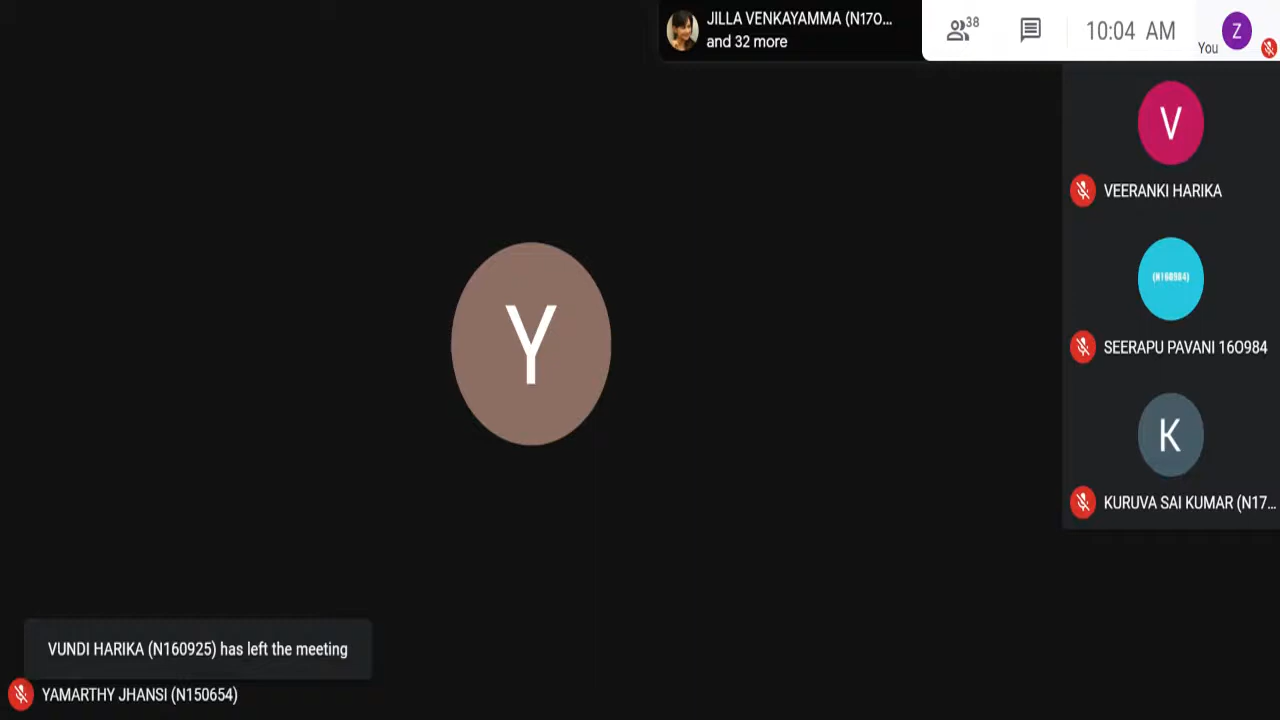 JILLA VENKAYAMMA (N170...
and 32 more
38
10:04 AM
You
Z
V
VEERANKI HARIKA
(N160984)
SEERAPU PAVANI 160984
Y
K
KURUVA SAI KUMAR (N17...
VUNDI HARIKA (N160925) has left the meeting
YAMARTHY JHANSI (N150654)